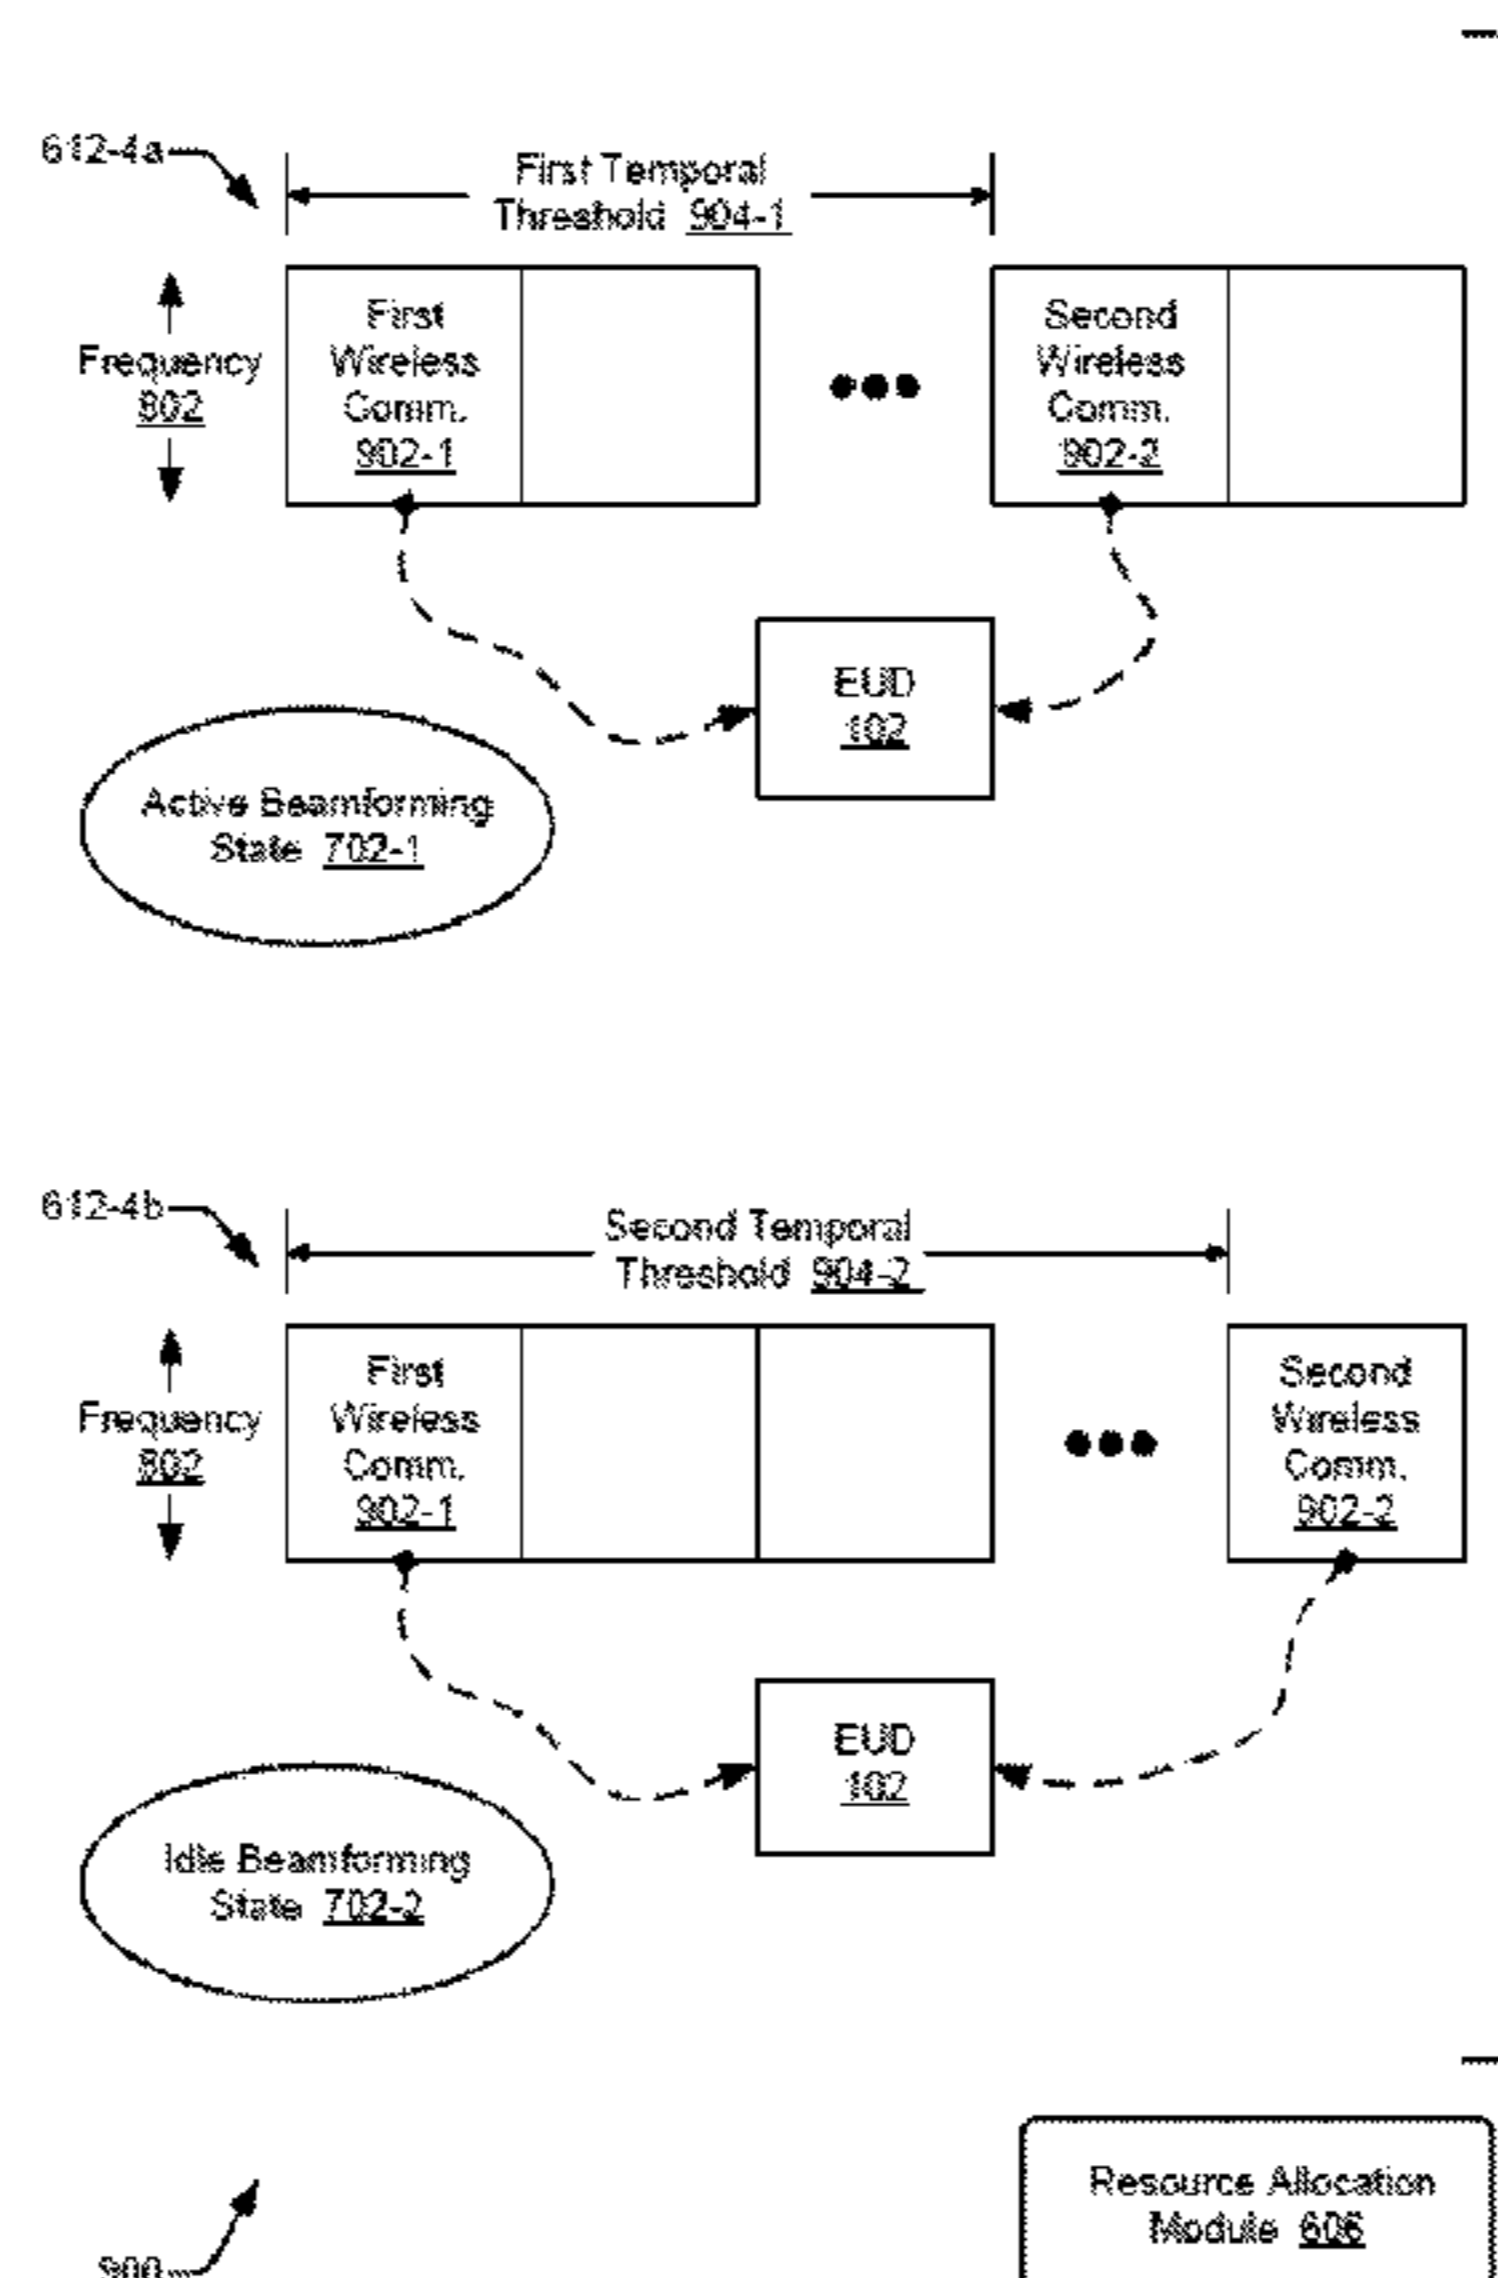 612-4a
First Temporal
Threshold 904-1
Frequency
802
First
Wireless
Comm.
902-1
Second
Wireless
Comm.
902-2
EUD
102
Active Beamforming
State 702-1
612-4b
Second Temporal
Threshold 904-2
Frequency
802
First
Wireless
Comm.
902-1
Second
Wireless
Comm.
902-2
EUD
102
Idle Beamforming
State 702-2
Resource Allocation
Module 606
900